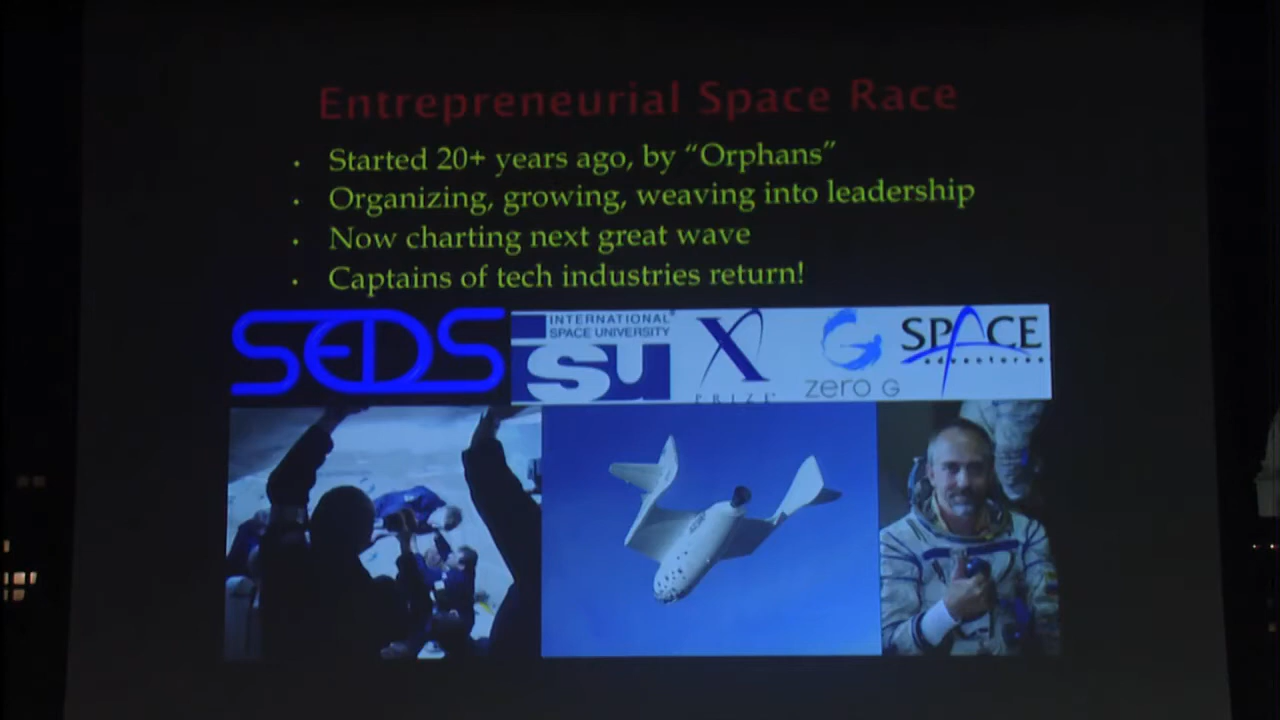 Entrepreneurial Space Race
· Started 20+ years ago, by “Orphans”
· Organizing, growing, weaving into leadership
· Now charting next great wave
· Captains of tech industries return!
SEDS
INTERNATIONAL
SPACE UNIVERSITY
SU
X
PRIZE
G
zero G
SPACE
adventures